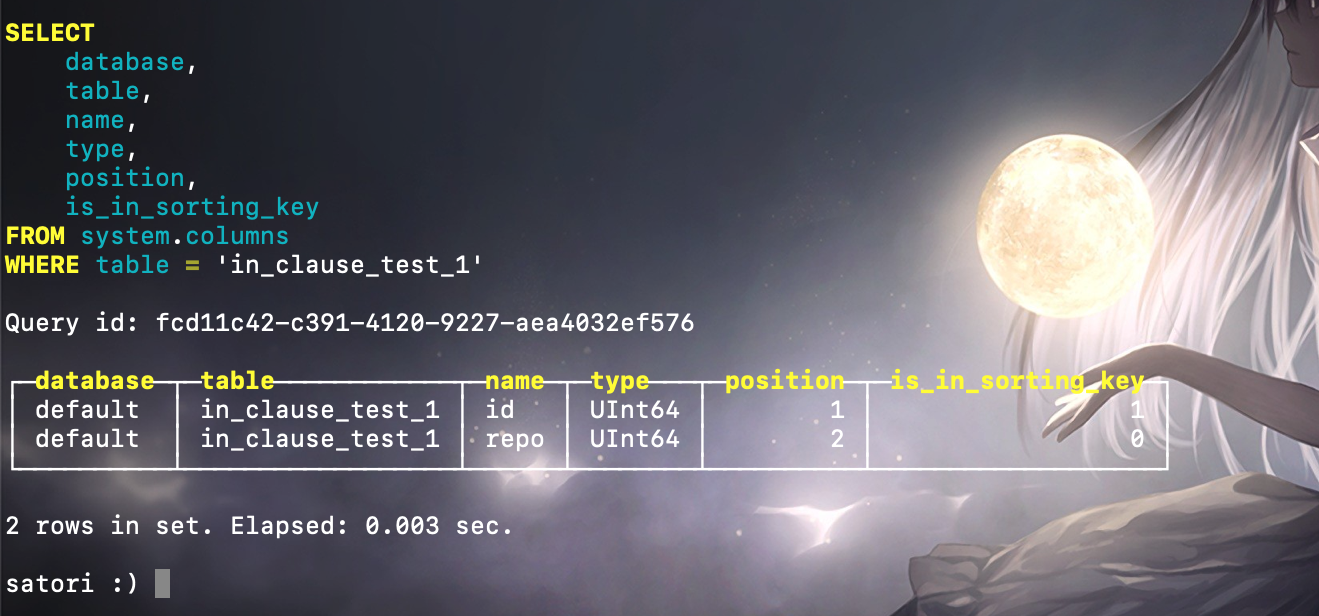 SELECT
    database,
    table,
    name,
    type,
    position,
    is_in_sorting_key
FROM system.columns
WHERE table = 'in_clause_test_1'
Query id: fcd11c42-c391-4120-9227-aea4032ef576
database table name type position is_in_sorting_key
default in_clause_test_1 id UInt64 1 1
default in_clause_test_1 repo UInt64 2 0
2 rows in set. Elapsed: 0.003 sec.
satori :)